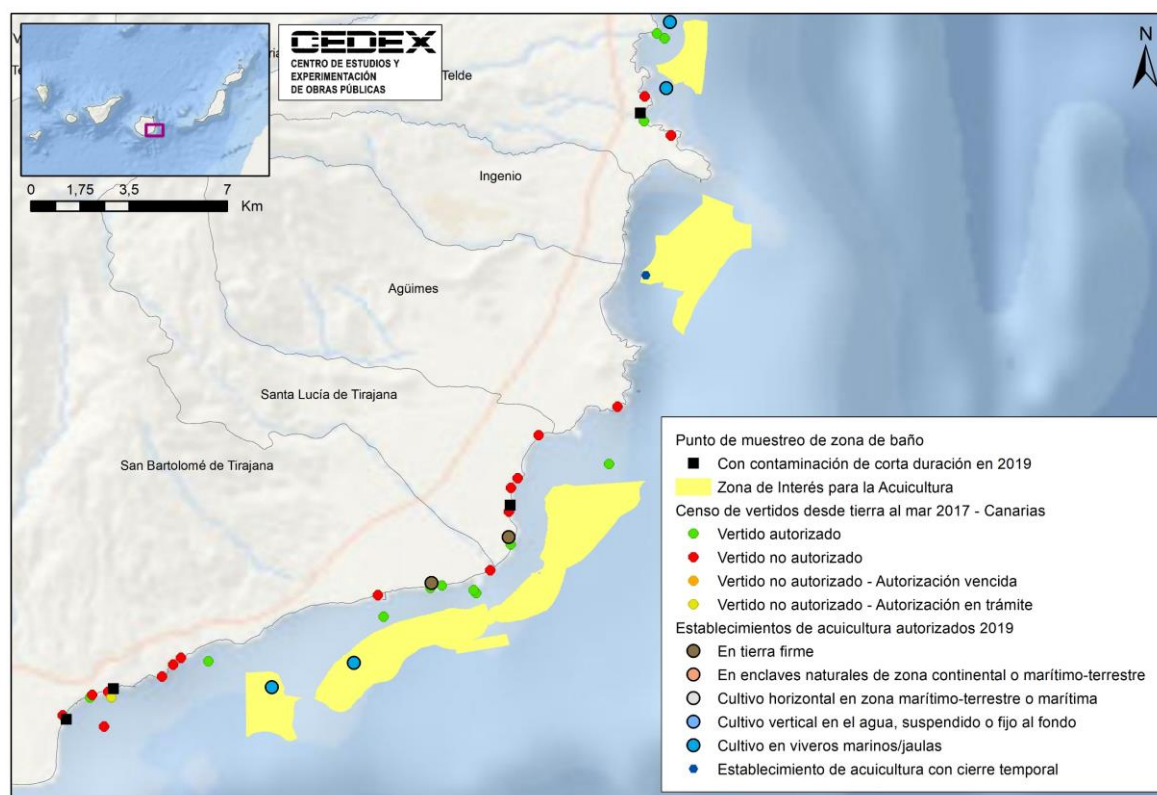 CEDEX
CENTRO DE ESTUDIOS Y
EXPERIMENTACIÓN
DE OBRAS PÚBLICAS
Telde
N
0 1,75 3,5 7
Km
Ingenio
Agüimes
Santa Lucía de Tirajana
San Bartolomé de Tirajana
Punto de muestreo de zona de baño
Con contaminación de corta duración en 2019
Zona de Interés para la Acuicultura
Censo de vertidos desde tierra al mar 2017 - Canarias
Vertido autorizado
Vertido no autorizado
Vertido no autorizado - Autorización vencida
Vertido no autorizado - Autorización en trámite
Establecimientos de acuicultura autorizados 2019
En tierra firme
En enclaves naturales de zona continental o marítimo-terrestre
Cultivo horizontal en zona marítimo-terrestre o marítima
Cultivo vertical en el agua, suspendido o fijo al fondo
Cultivo en viveros marinos/jaulas
Establecimiento de acuicultura con cierre temporal